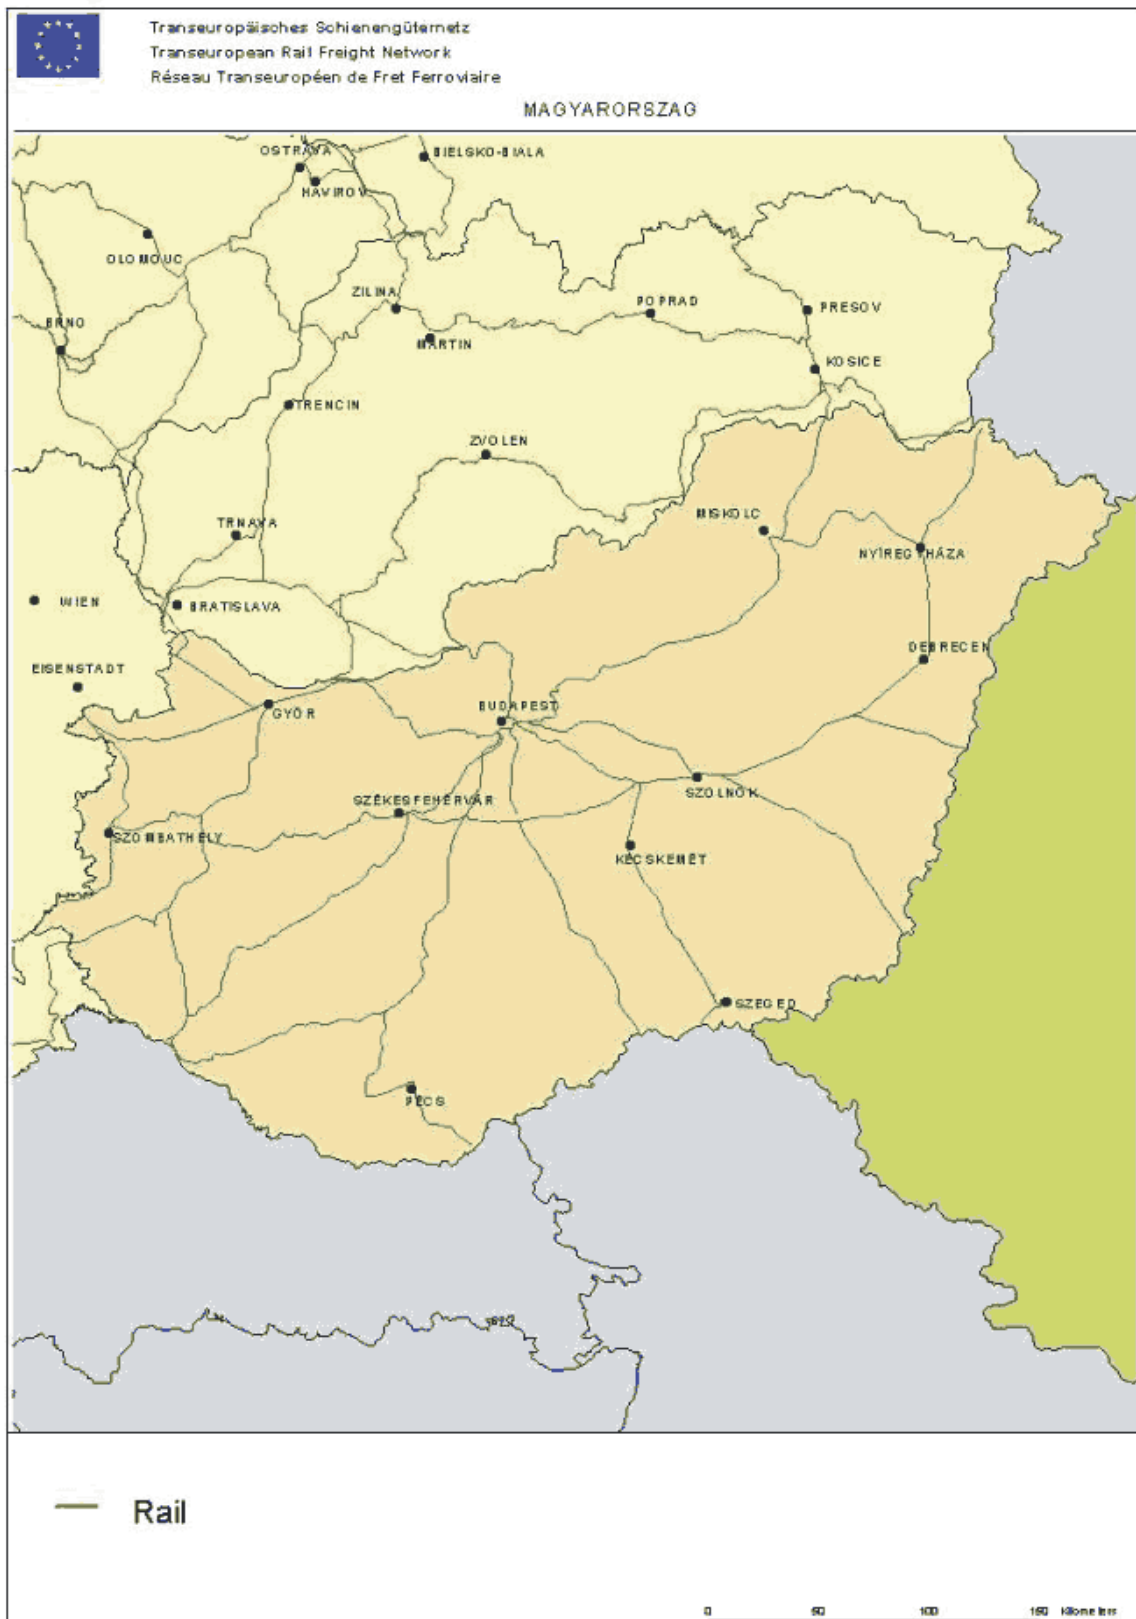 Transeuropäisches Schienengüternetz
Transeuropean Rail Freight Network
Réseau Transeuropéen de Fret Ferroviaire
MAGYARORSZAG
OSTRAVA
BIELSKO-BIALA
HAVIROV
OLOMOUC
ZILINA
POPRAD
PRESOV
BRNO
MARTIN
KOSICE
TRENCIN
ZVOLEN
MISKOLC
TRNAVA
NYÍREGYHÁZA
WIEN
BRATISLAVA
DEBRECEN
EISENSTADT
BUDAPEST
GYÖR
SZOLNOK
SZÉKESFEHÉRVÁR
SZOMBATHELY
KECSKEMÉT
SZEGED
PÉCS
Rail
0 50 100 150 Kilometers